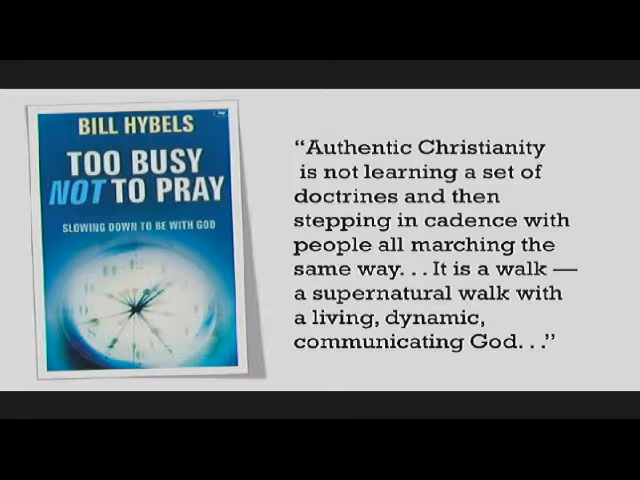 BILL HYBELS
TOO BUSY
NOT TO PRAY
SLOWING DOWN TO BE WITH GOD
“Authentic Christianity
is not learning a set of
doctrines and then
stepping in cadence with
people all marching the
same way. . . It is a walk —
a supernatural walk with
a living, dynamic,
communicating God. . .”